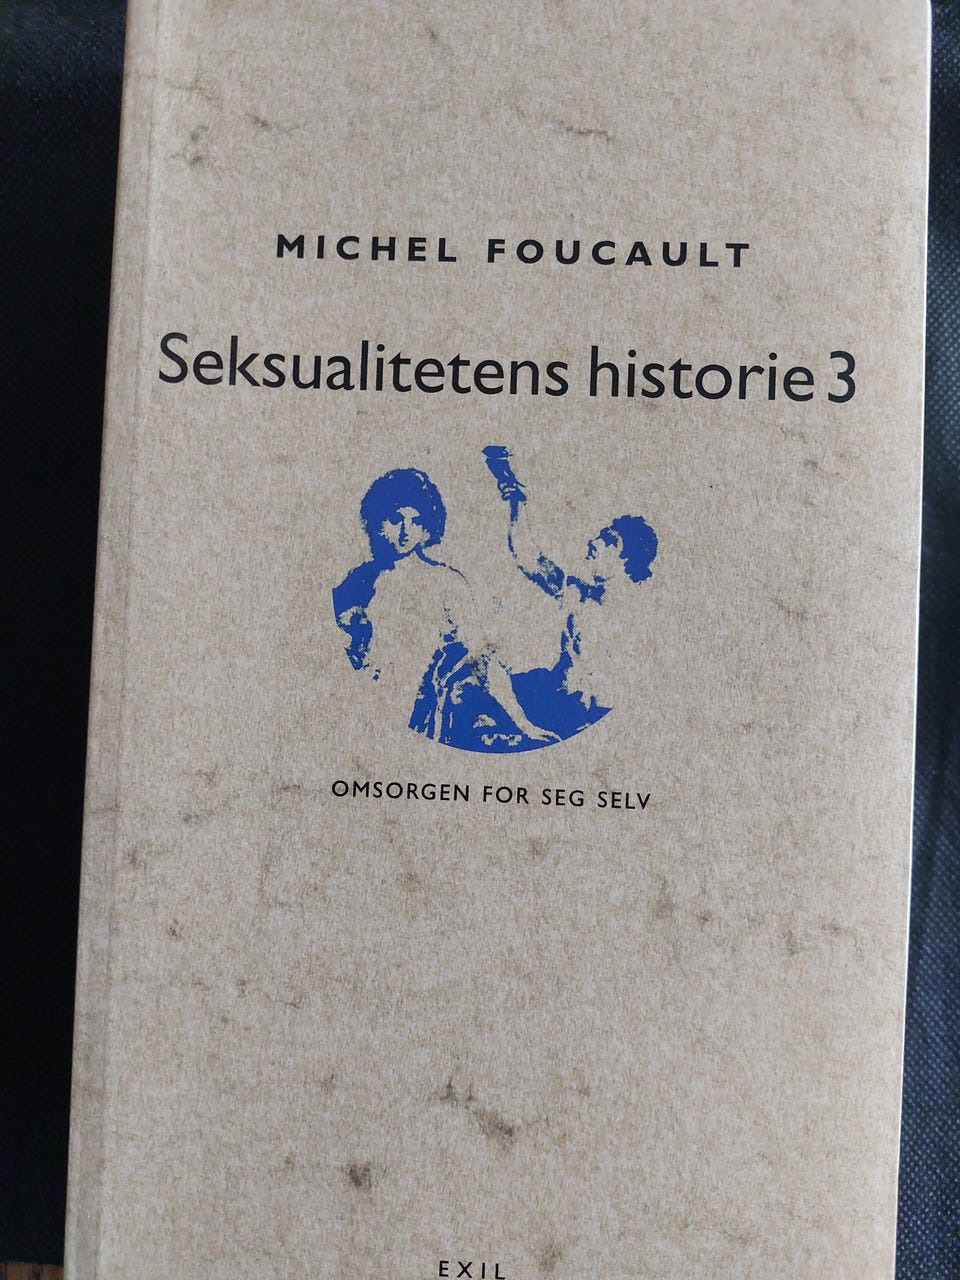 MICHEL FOUCAULT
Seksualitetens historie 3
OMSORGEN FOR SEG SELV
EXIL